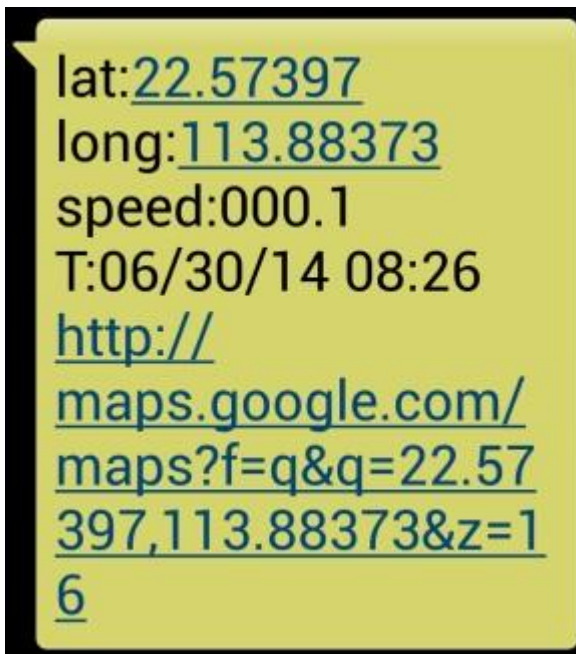 lat:22.57397
long:113.88373
speed:000.1
T:06/30/14 08:26
http://
maps.google.com/
maps?f=q&q=22.57
397,113.88373&z=1
6